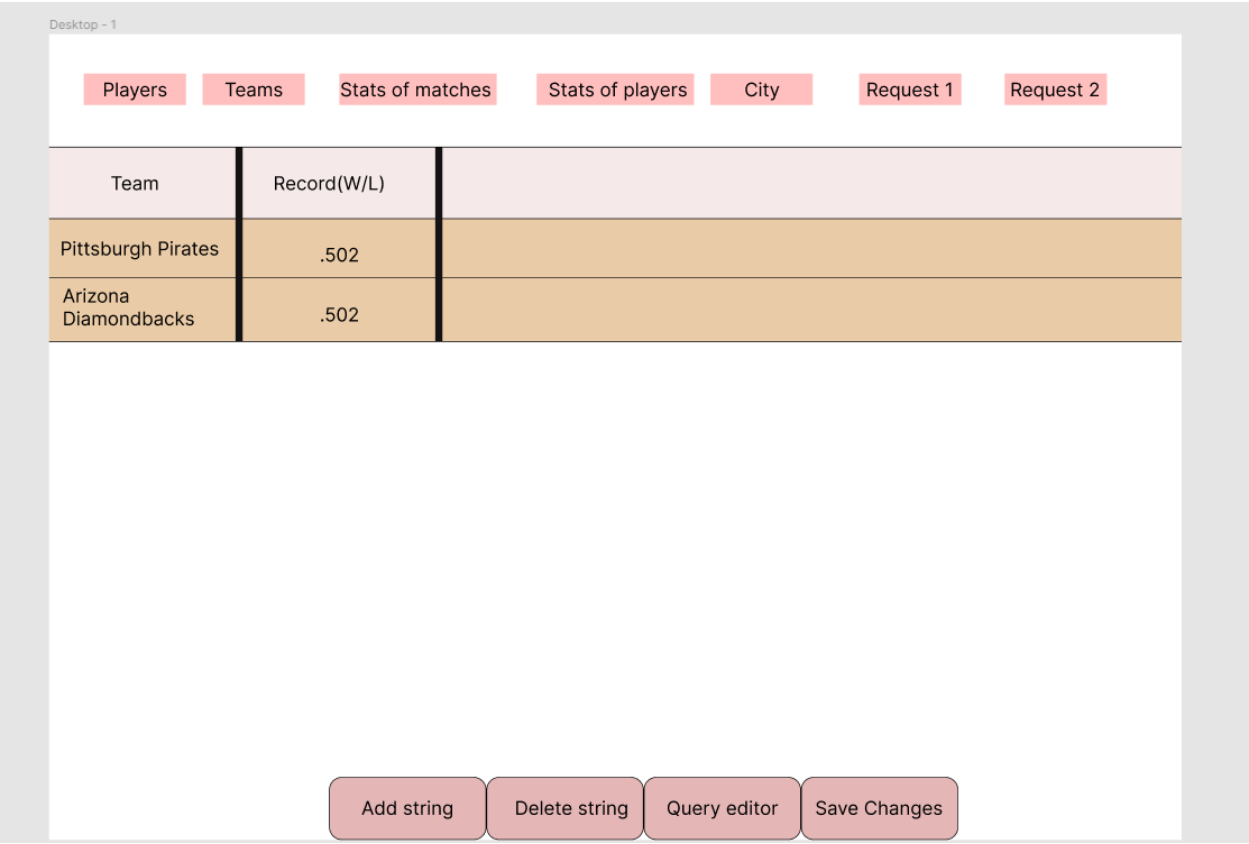 Desktop - 1
Players Teams Stats of matches Stats of players City Request 1 Request 2
Team Record(W/L)
Pittsburgh Pirates .502
Arizona
Diamondbacks .502
Add string Delete string Query editor Save Changes